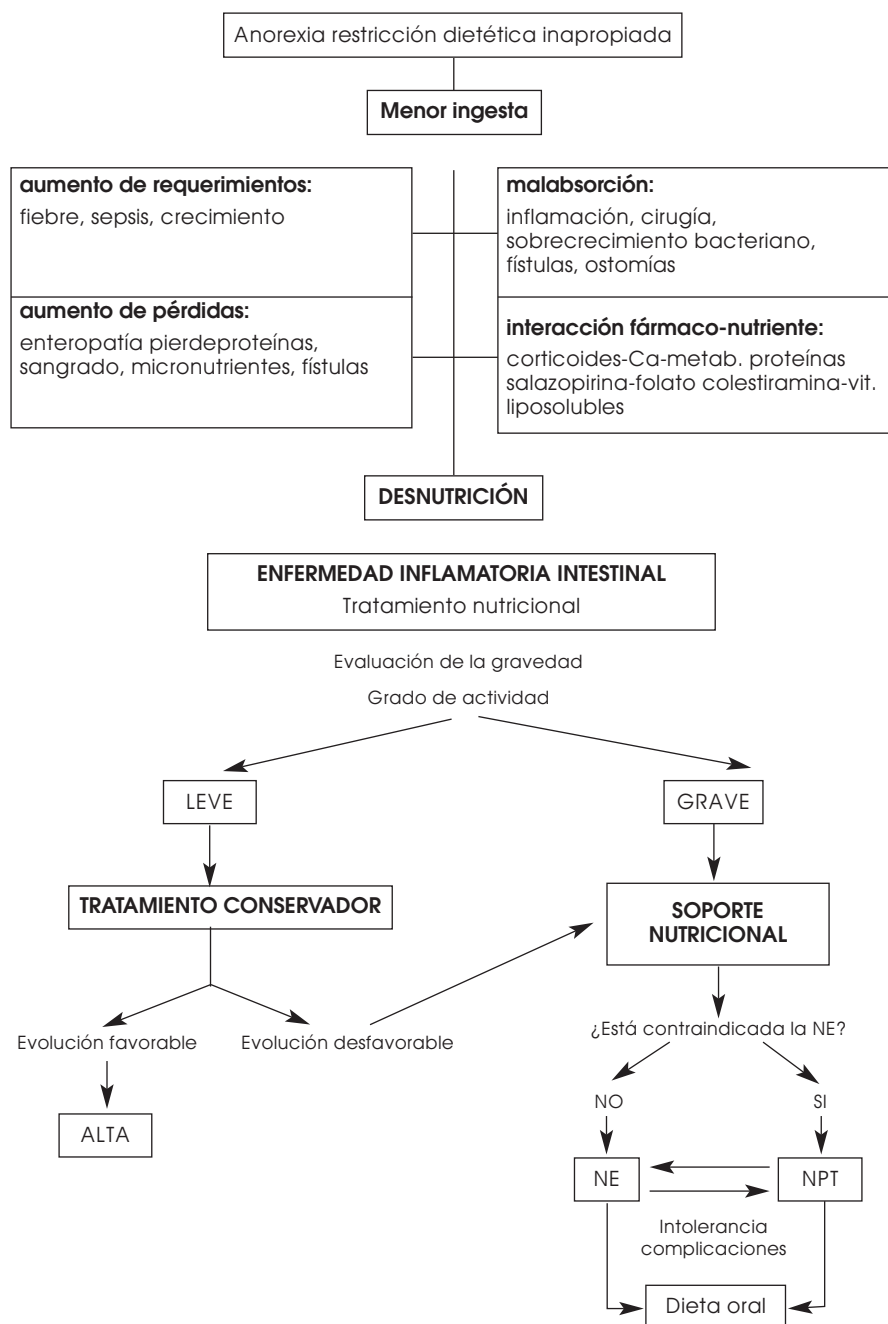 Anorexia restricción dietética inapropiada
Menor ingesta
aumento de requerimientos:
fiebre, sepsis, crecimiento
aumento de pérdidas:
enteropatía pierdeproteínas,
sangrado, micronutrientes, fístulas
malabsorción:
inflamación, cirugía,
sobrecrecimiento bacteriano,
fístulas, ostomías
interacción fármaco-nutriente:
corticoides-Ca-metab. proteínas
salazopirina-folato colestiramina-vit.
liposolubles
DESNUTRICIÓN
ENFERMEDAD INFLAMATORIA INTESTINAL
Tratamiento nutricional
Evaluación de la gravedad
Grado de actividad
LEVE
GRAVE
TRATAMIENTO CONSERVADOR
SOPORTE
NUTRICIONAL
Evolución favorable
Evolución desfavorable
¿Está contraindicada la NE?
ALTA
NO
SI
NE
NPT
Intolerancia
complicaciones
Dieta oral